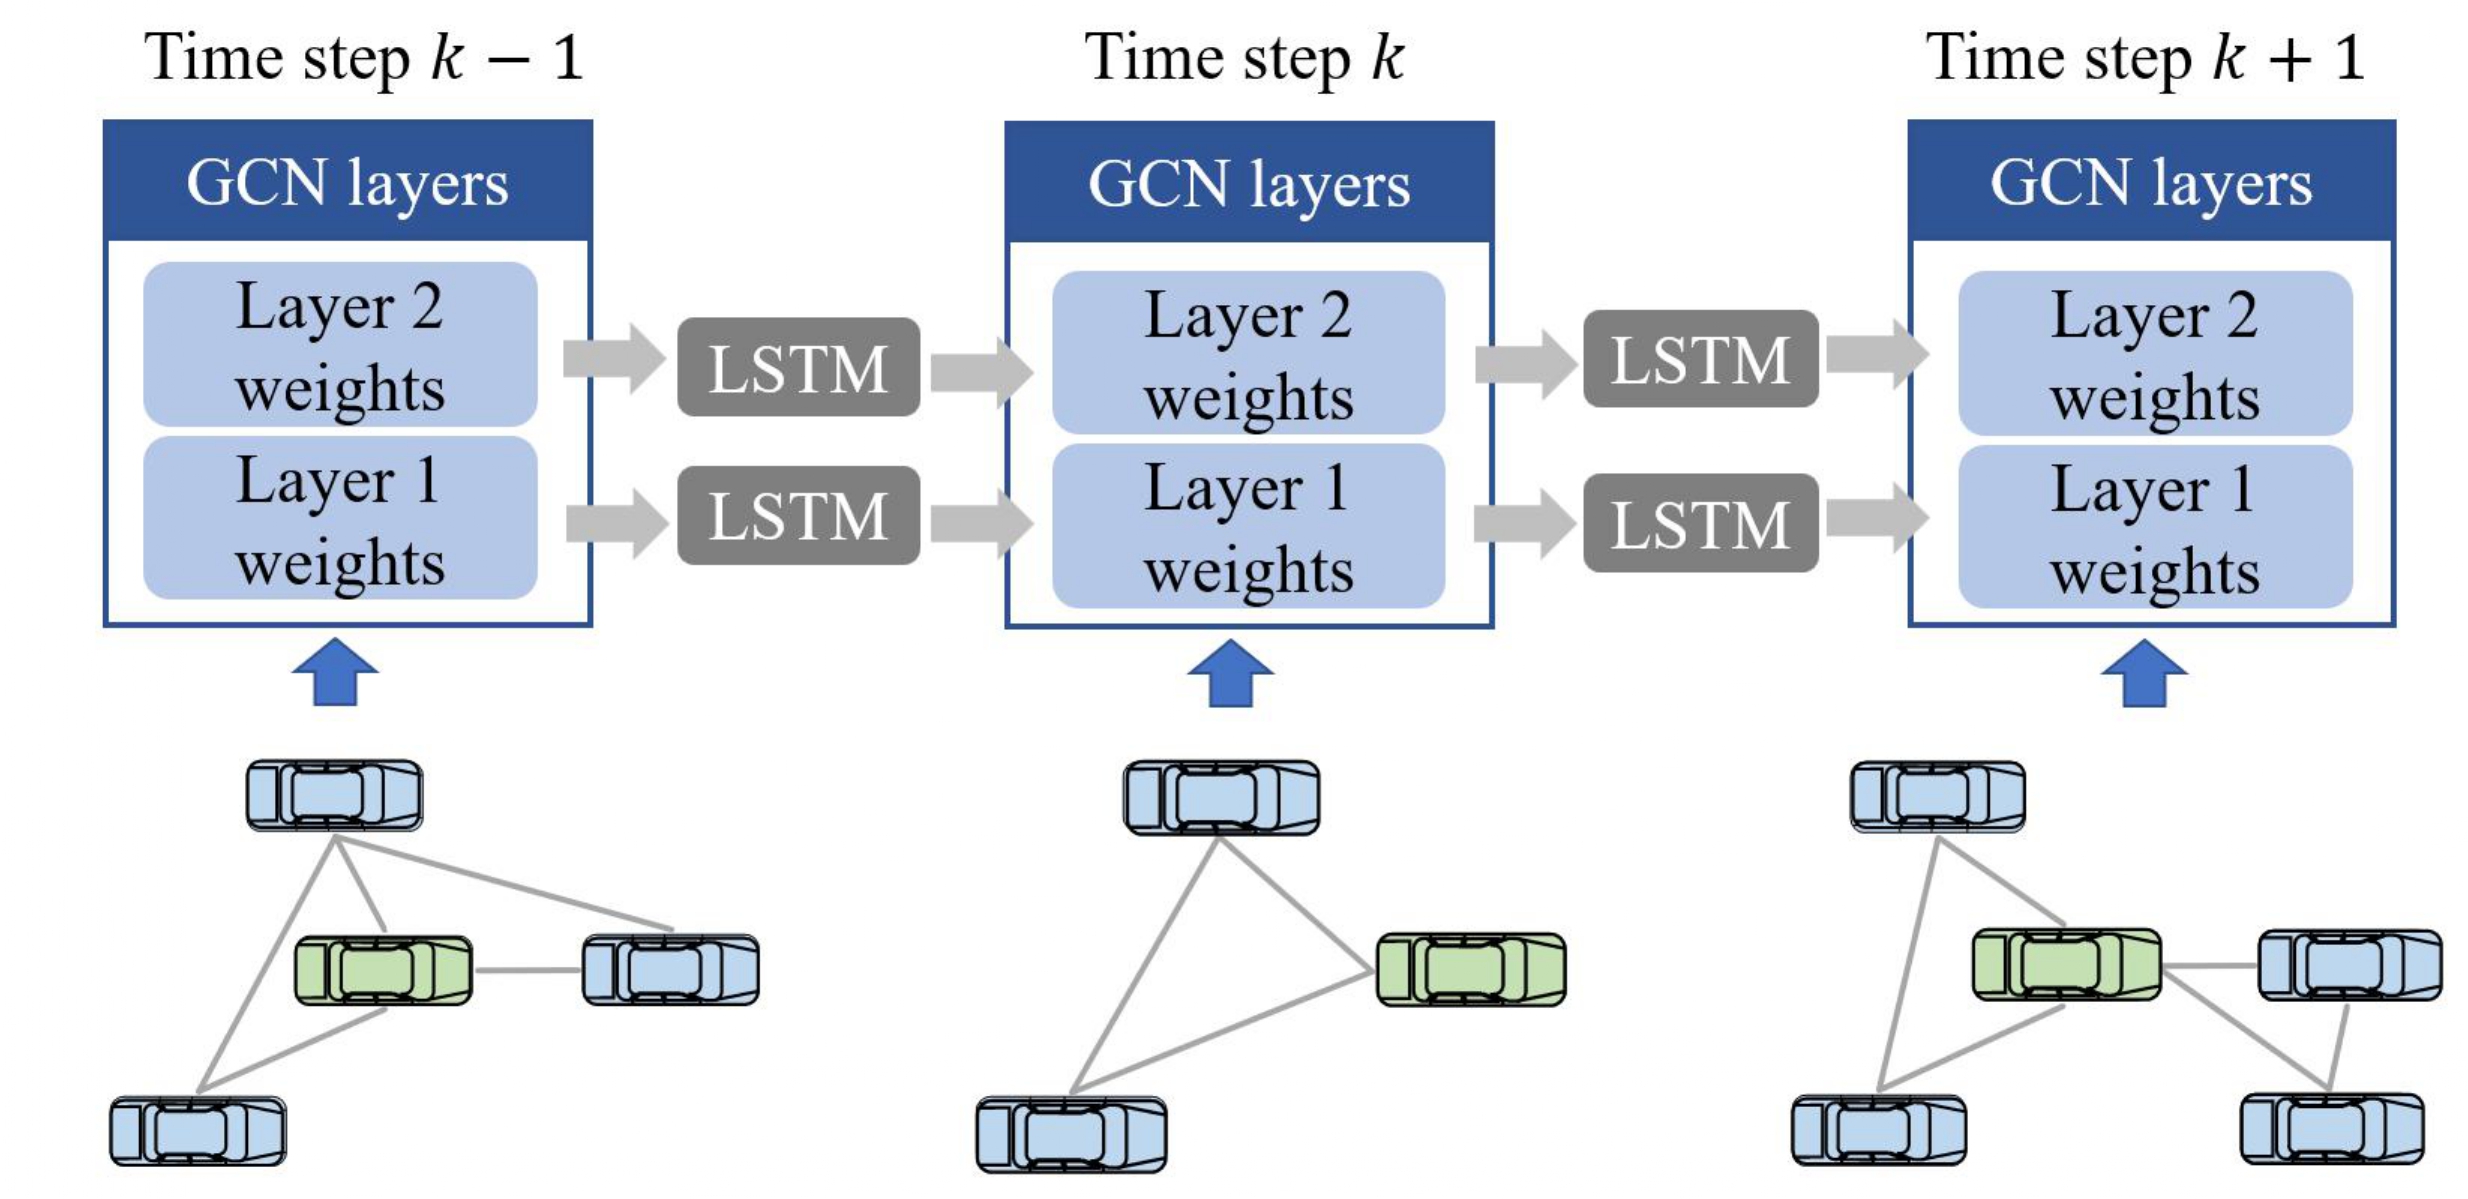 Time step k − 1
Time step k
Time step k + 1
GCN layers
GCN layers
GCN layers
Layer 2
weights
LSTM
Layer 2
weights
LSTM
Layer 2
weights
Layer 1
weights
LSTM
Layer 1
weights
LSTM
Layer 1
weights